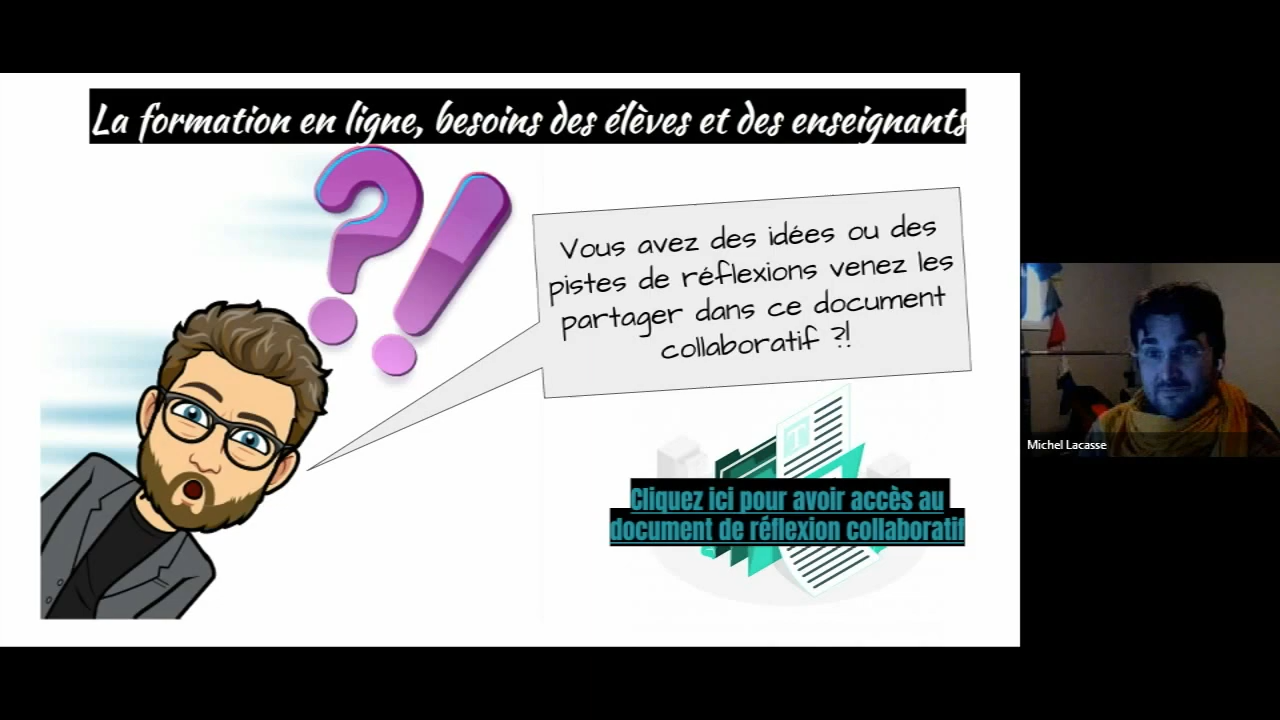 La formation en ligne, besoins des élèves et des enseignants
Vous avez des idées ou des
pistes de réflexions venez les
partager dans ce document
collaboratif ?!
T
Cliquez ici pour avoir accès au
document de réflexion collaboratif
Michel Lacasse